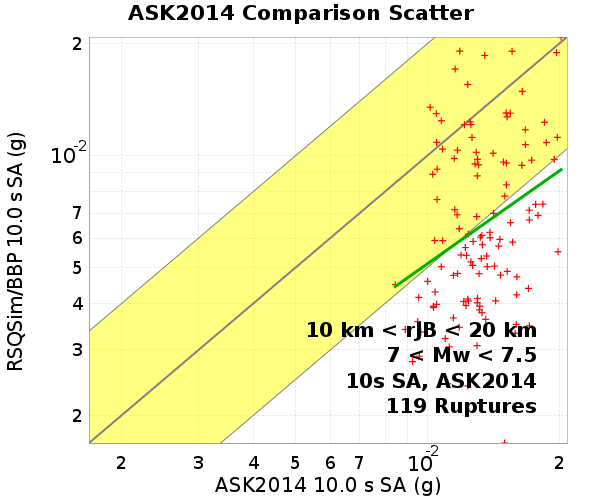 ASK2014 Comparison Scatter
RSQSim/BBP 10.0 s SA (g)
2
10-2
7
6
5
4
3
2
10 km < rJB < 20 km
7 < Mw < 7.5
10s SA, ASK2014
119 Ruptures
2 3 4 5 6 7 10-2 2
ASK2014 10.0 s SA (g)